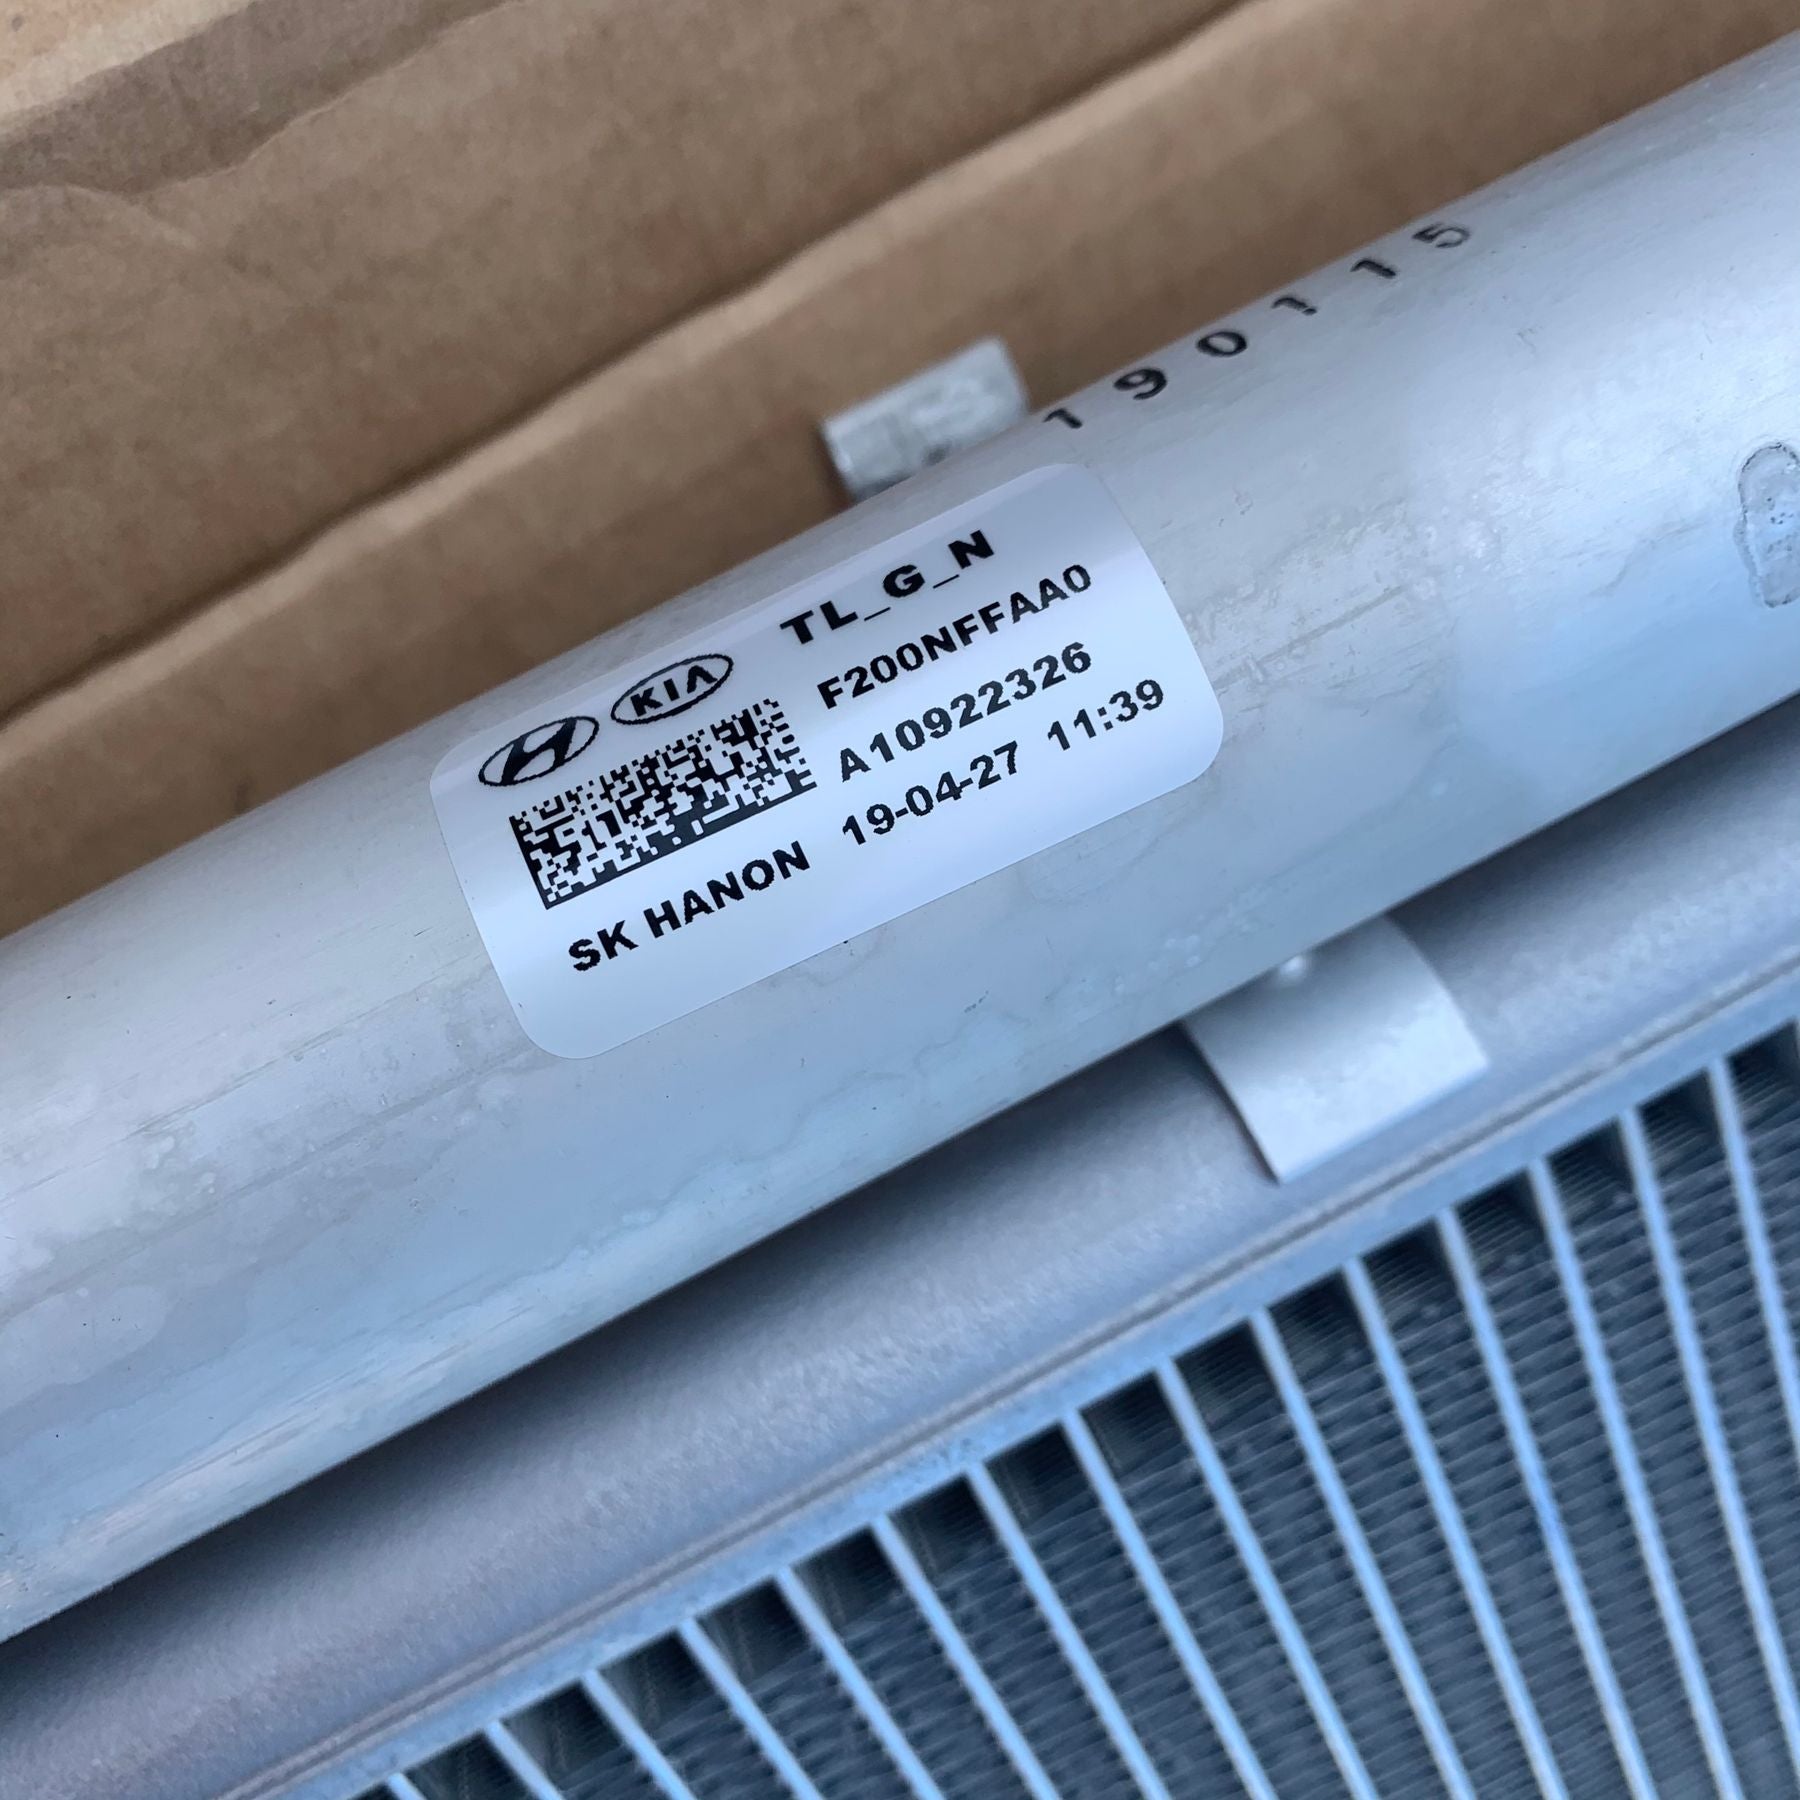 190115
TL_G_N
KIA
F200NFFAA0
A10922326
SK HANON 19-04-27 11:39